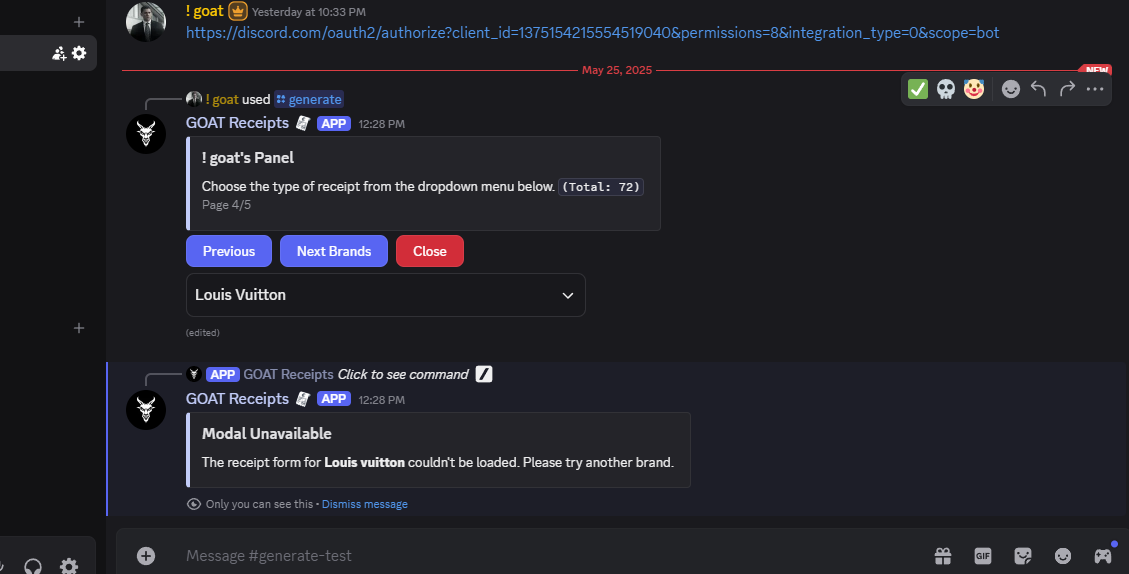 ! goat Yesterday at 10:33 PM
https://discord.com/oauth2/authorize?client_id=1375154215554519040&permissions=8&integration_type=0&scope=bot
May 25, 2025 NEW
! goat used generate
GOAT Receipts APP 12:28 PM
! goat's Panel
Choose the type of receipt from the dropdown menu below. (Total: 72)
Page 4/5
Previous Next Brands Close
Louis Vuitton
(edited)
APP GOAT Receipts Click to see command
GOAT Receipts APP 12:28 PM
Modal Unavailable
The receipt form for Louis vuitton couldn't be loaded. Please try another brand.
Only you can see this • Dismiss message
Message #generate-test
GIF